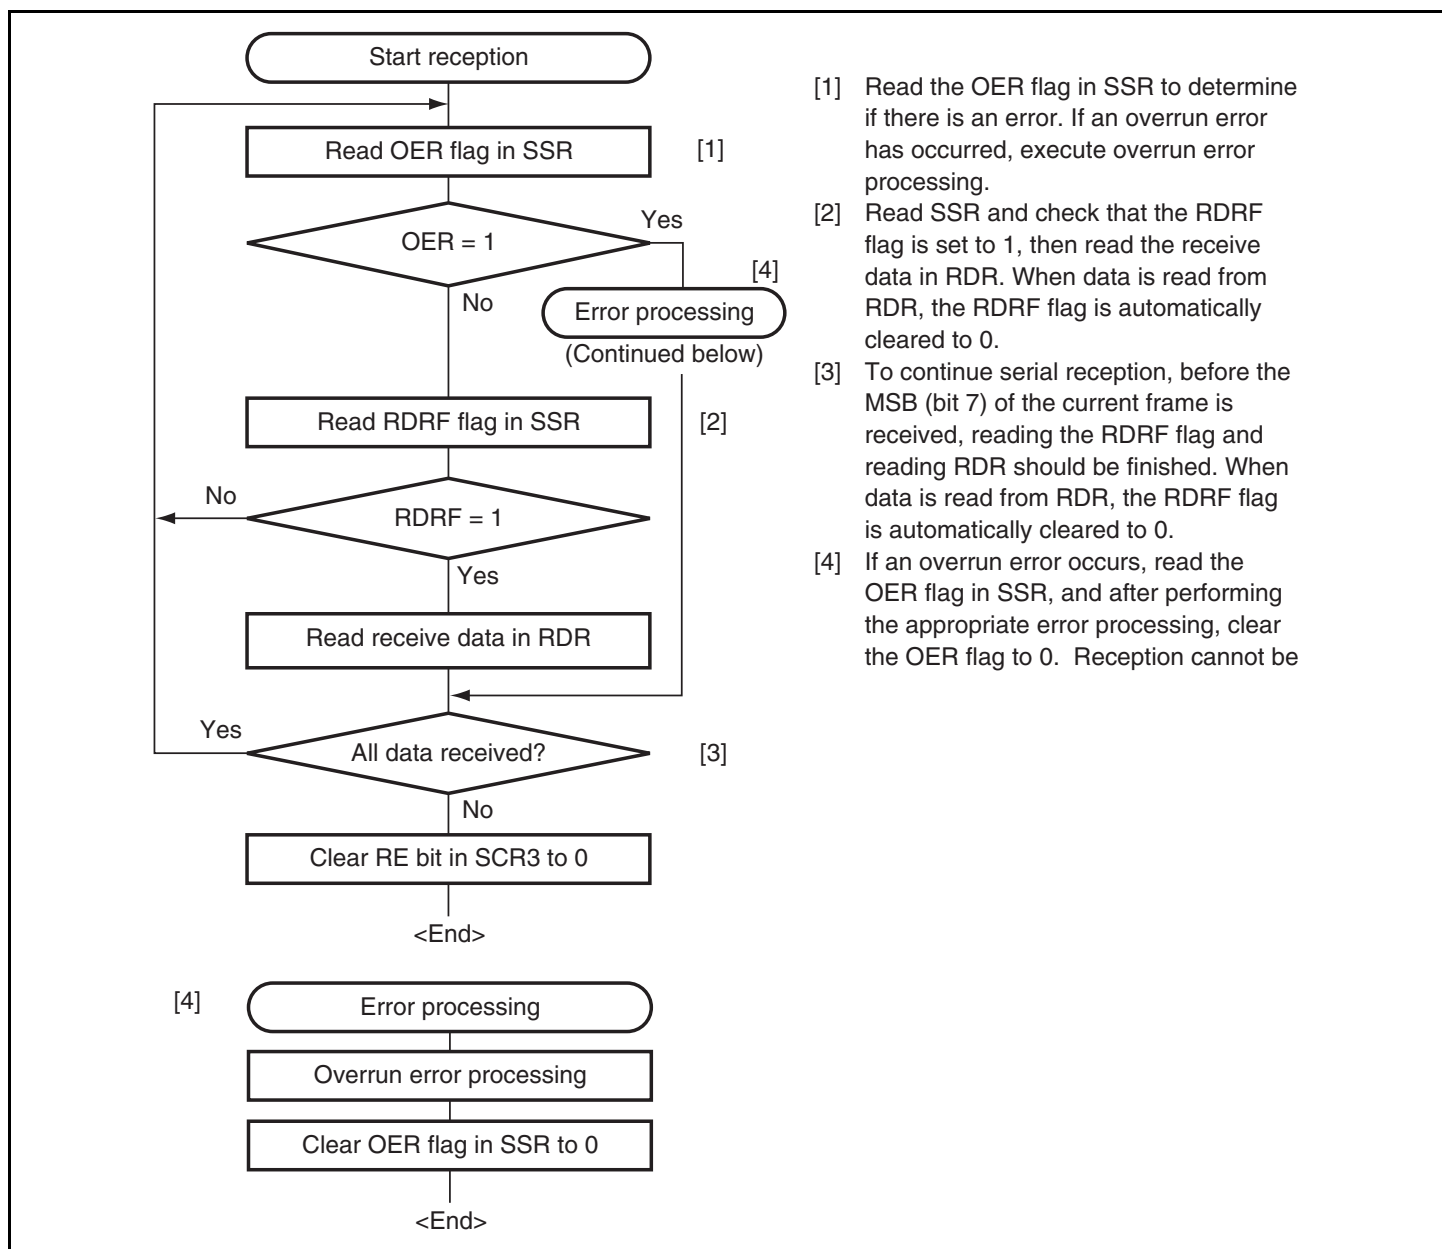 Start reception
Read OER flag in SSR
[1]
OER = 1
Yes
No
[4]
Error processing
(Continued below)
Read RDRF flag in SSR
[2]
No
RDRF = 1
Yes
Read receive data in RDR
Yes
All data received?
[3]
No
Clear RE bit in SCR3 to 0
<End>
[4]
Error processing
Overrun error processing
Clear OER flag in SSR to 0
<End>
[1] Read the OER flag in SSR to determine
if there is an error. If an overrun error
has occurred, execute overrun error
processing.
[2] Read SSR and check that the RDRF
flag is set to 1, then read the receive
data in RDR. When data is read from
RDR, the RDRF flag is automatically
cleared to 0.
[3] To continue serial reception, before the
MSB (bit 7) of the current frame is
received, reading the RDRF flag and
reading RDR should be finished. When
data is read from RDR, the RDRF flag
is automatically cleared to 0.
[4] If an overrun error occurs, read the
OER flag in SSR, and after performing
the appropriate error processing, clear
the OER flag to 0. Reception cannot be